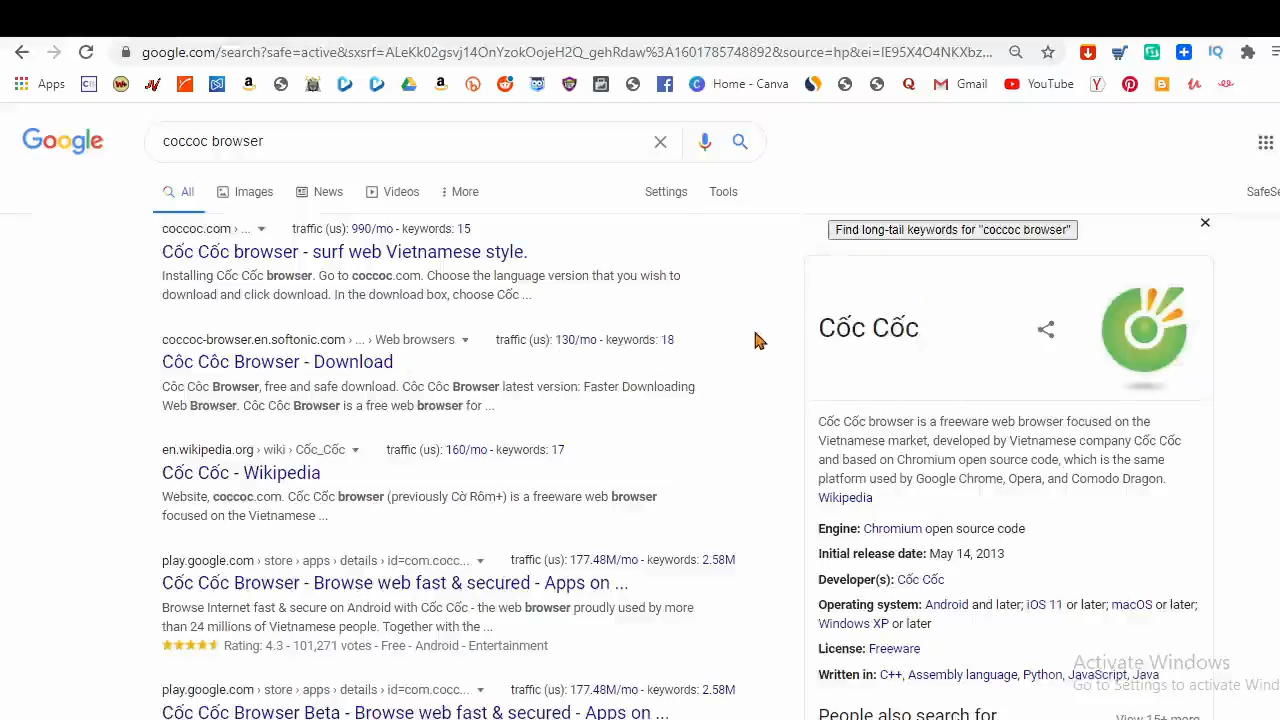 google.com/search?safe=active&sxsrf=ALeKk02gsvj14OnYzokOojeH2Q_gehRdaw%3A1601785748892&source=hp&ei=IE95X4O4NKXbz...
Apps
Home - Canva
Gmail
YouTube
Google
coccoc browser
All
Images
News
Videos
More
Settings
Tools
SafeSe
coccoc.com › ...
traffic (us): 990/mo - keywords: 15
Cốc Cốc browser - surf web Vietnamese style.
Installing Cốc Cốc browser. Go to coccoc.com. Choose the language version that you wish to
download and click download. In the download box, choose Cốc ...
coccoc-browser.en.softonic.com › ... › Web browsers
traffic (us): 130/mo - keywords: 18
Côc Côc Browser - Download
Côc Côc Browser, free and safe download. Côc Côc Browser latest version: Faster Downloading
Web Browser. Côc Côc Browser is a free web browser for ...
en.wikipedia.org › wiki › Cốc_Cốc
traffic (us): 160/mo - keywords: 17
Cốc Cốc - Wikipedia
Website, coccoc.com. Cốc Cốc browser (previously Cờ Rôm+) is a freeware web browser
focused on the Vietnamese ...
play.google.com › store › apps › details › id=com.cocc...
traffic (us): 177.48M/mo - keywords: 2.58M
Cốc Cốc Browser - Browse web fast & secured - Apps on ...
Browse Internet fast & secure on Android with Cốc Cốc - the web browser proudly used by more
than 24 millions of Vietnamese people. Together with the ...
Rating: 4.3 - 101,271 votes - Free - Android - Entertainment
play.google.com › store › apps › details › id=com.cocc...
traffic (us): 177.48M/mo - keywords: 2.58M
Cốc Cốc Browser Beta - Browse web fast & secured - Apps on ...
Find long-tail keywords for "coccoc browser"
Cốc Cốc
Cốc Cốc browser is a freeware web browser focused on the
Vietnamese market, developed by Vietnamese company Cốc Cốc
and based on Chromium open source code, which is the same
platform used by Google Chrome, Opera, and Comodo Dragon.
Wikipedia
Engine: Chromium open source code
Initial release date: May 14, 2013
Developer(s): Cốc Cốc
Operating system: Android and later; iOS 11 or later; macOS or later;
Windows XP or later
License: Freeware
Written in: C++, Assembly language, Python, JavaScript, Java
People also search for
View 15+ more
Activate Windows
Go to Settings to activate Wind